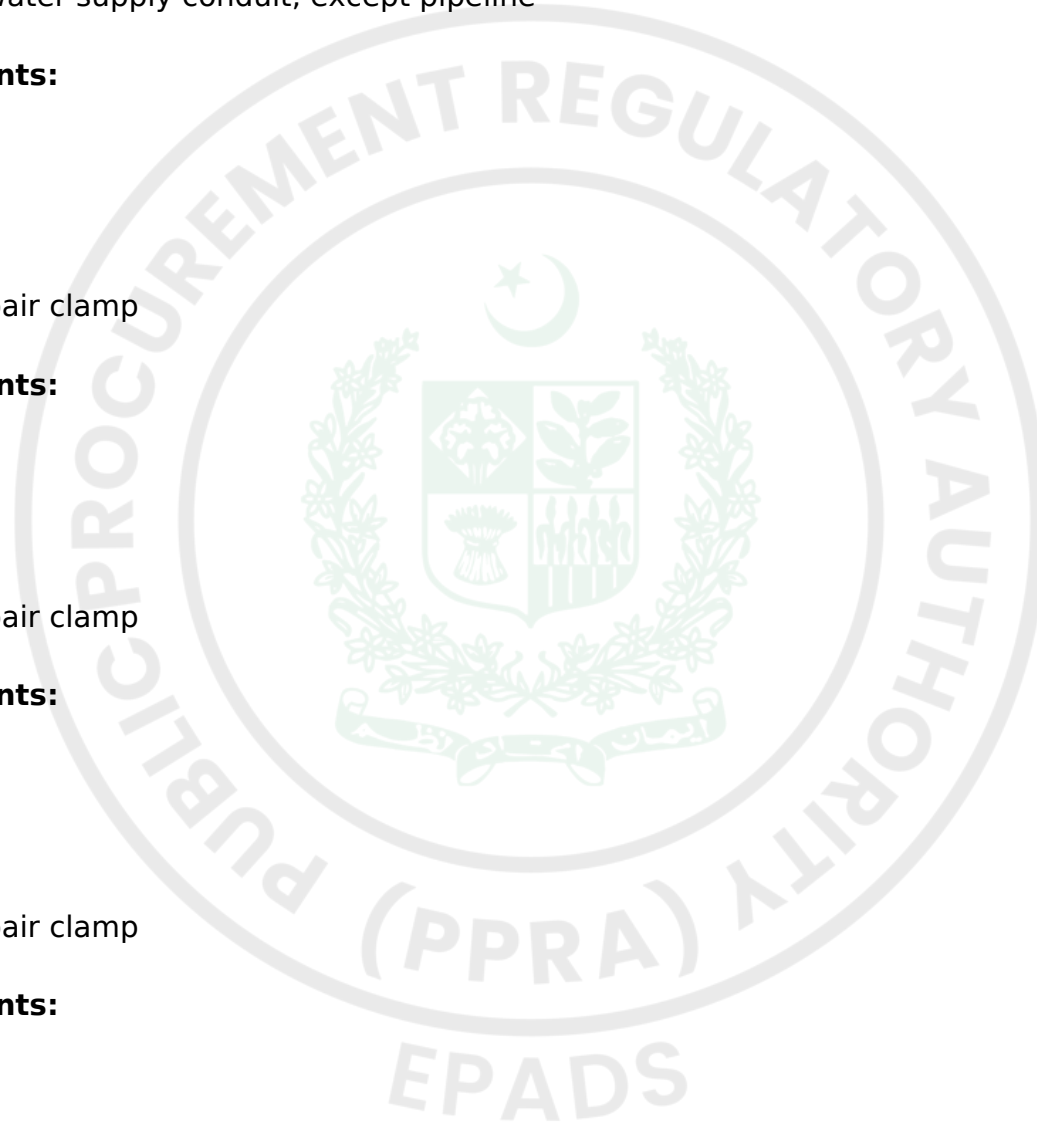 water supply conduit, except pipeline
nts:
air clamp
nts:
air clamp
nts:
air clamp
nts:
PUBLIC PROCUREMENT REGULATORY AUTHORITY
(PPRA)
EPADS